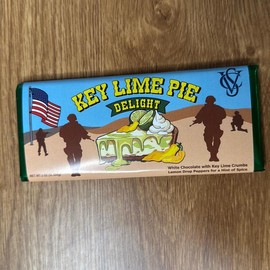 KEY LIME PIE
DELIGHT
White Chocolate with Key Lime Crumbs
Lemon Drop Peppers for a Hint of Spice